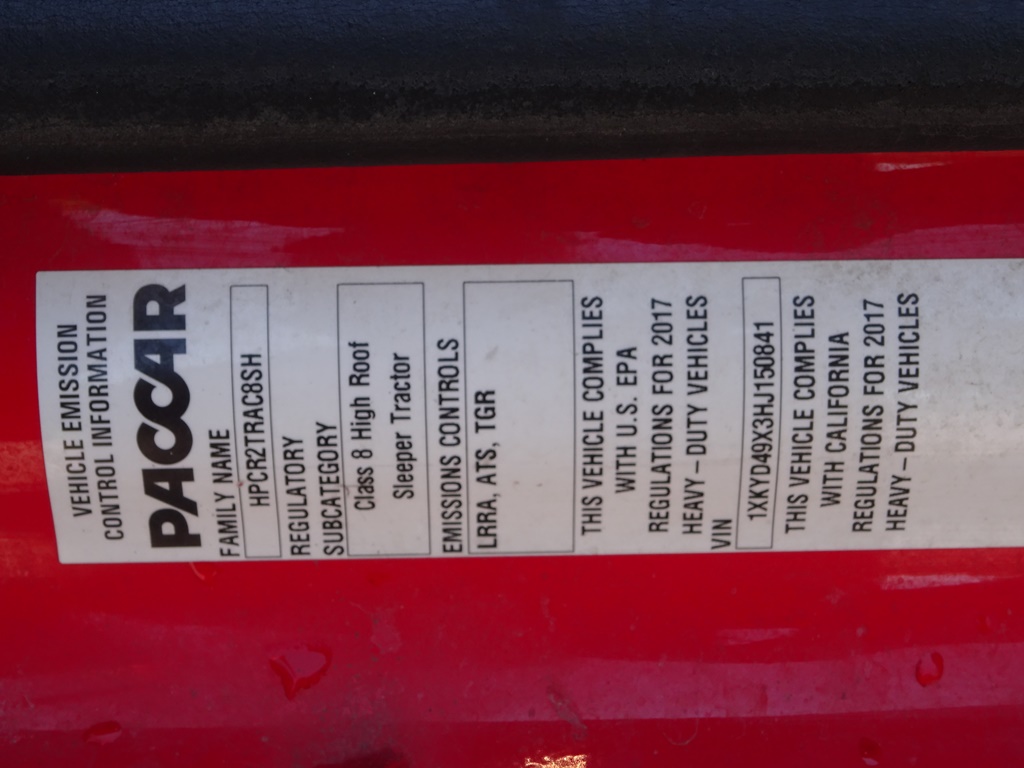 VEHICLE EMISSION
CONTROL INFORMATION
PACCAR
FAMILY NAME
HPCR2TRAC8SH
REGULATORY
SUBCATEGORY
Class 8 High Roof
Sleeper Tractor
EMISSIONS CONTROLS
LRRA, ATS, TGR
THIS VEHICLE COMPLIES
WITH U.S. EPA
REGULATIONS FOR 2017
HEAVY – DUTY VEHICLES
VIN
1XKYD49X3HJ150841
THIS VEHICLE COMPLIES
WITH CALIFORNIA
REGULATIONS FOR 2017
HEAVY – DUTY VEHICLES